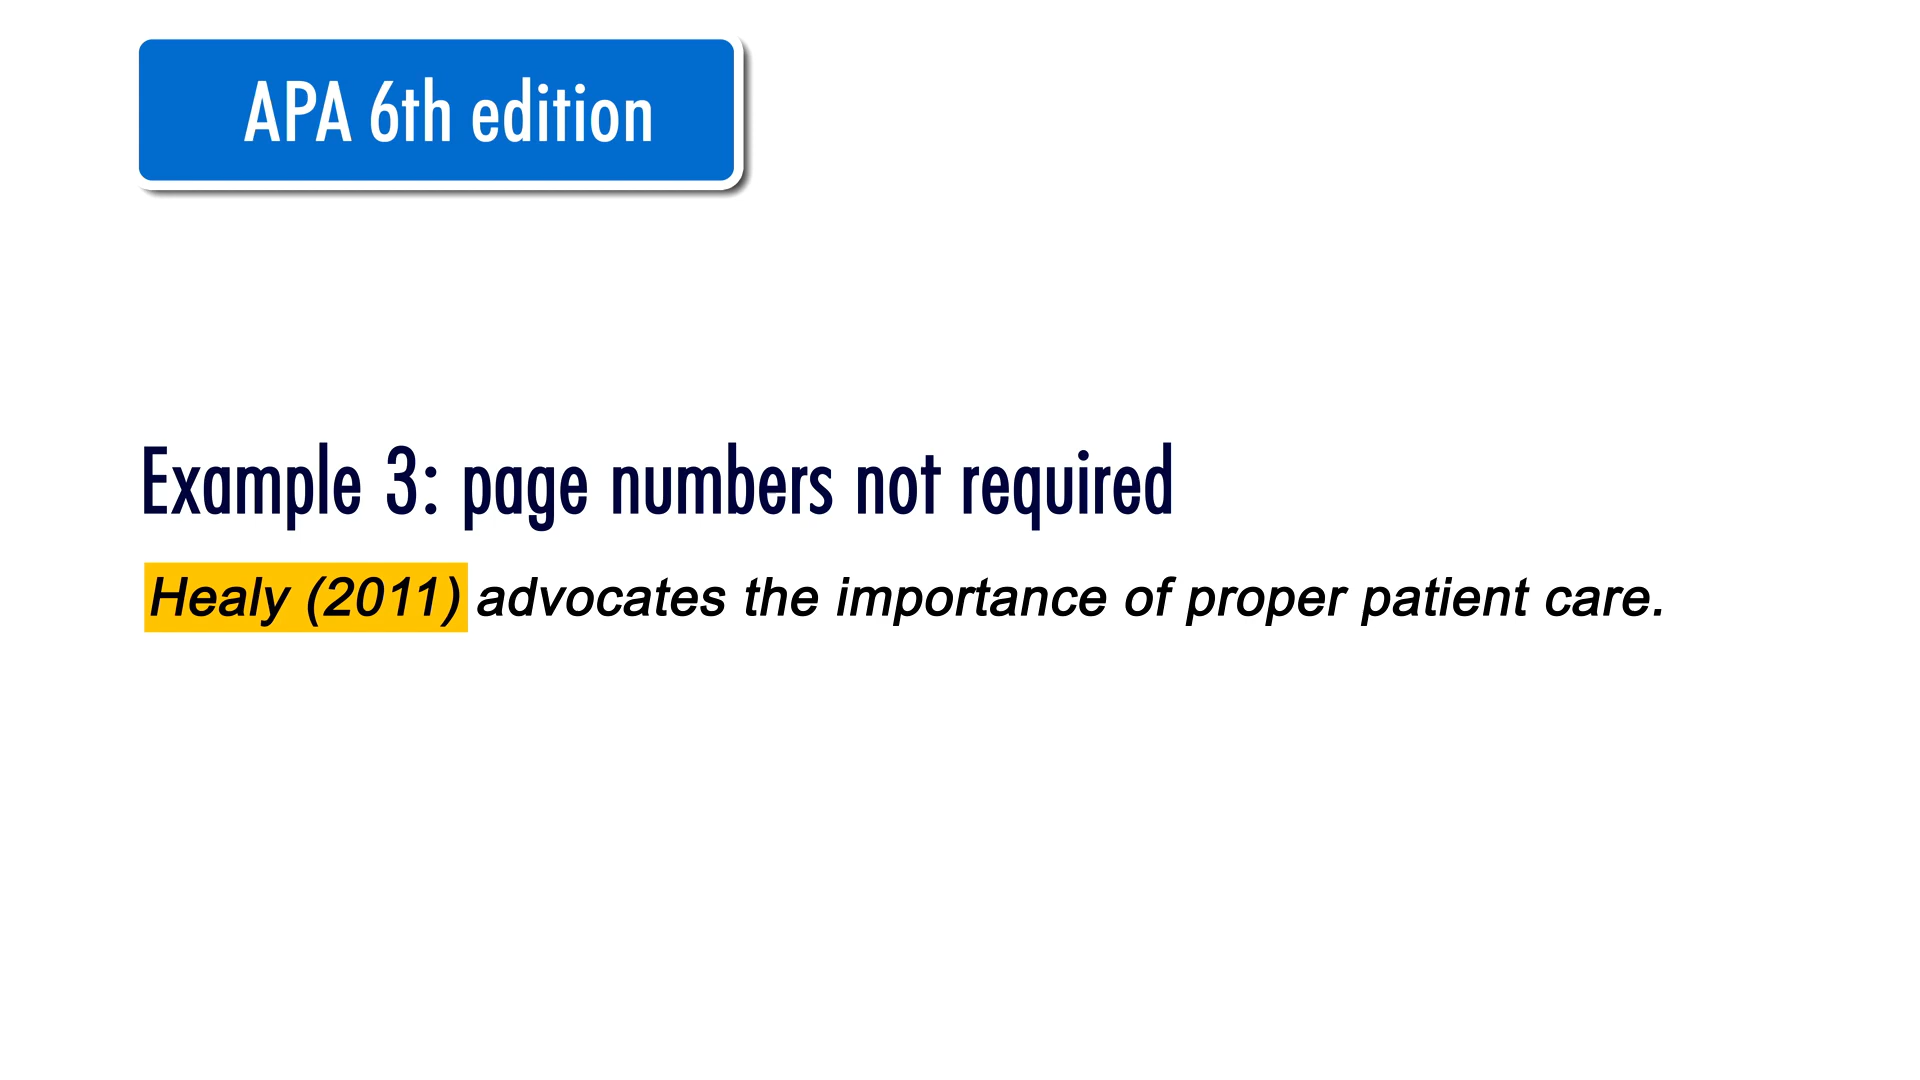 APA 6th edition
Example 3: page numbers not required
Healy (2011) advocates the importance of proper patient care.